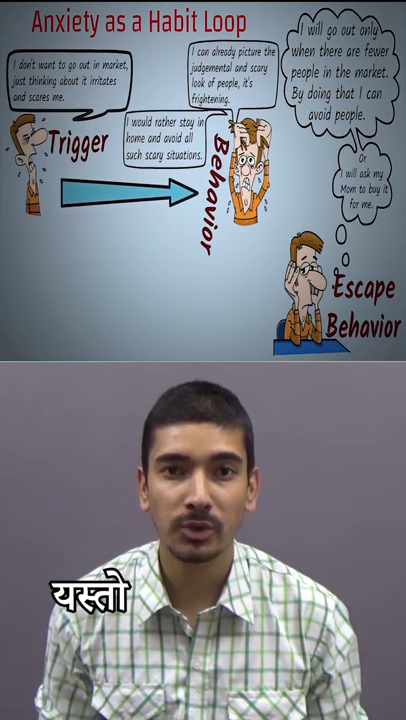 Anxiety as a Habit Loop
I don't want to go out in market,
just thinking about it irritates
and scares me.
Trigger
I can already picture the
judgemental and scary
look of people, it's
frightening.
I would rather stay in
home and avoid all
such scary situations.
Behavior
I will go out only
when there are fewer
people in the market.
By doing that I can
avoid people.
Or
I will ask my
Mom to buy it
for me.
Escape
Behavior
यस्तो